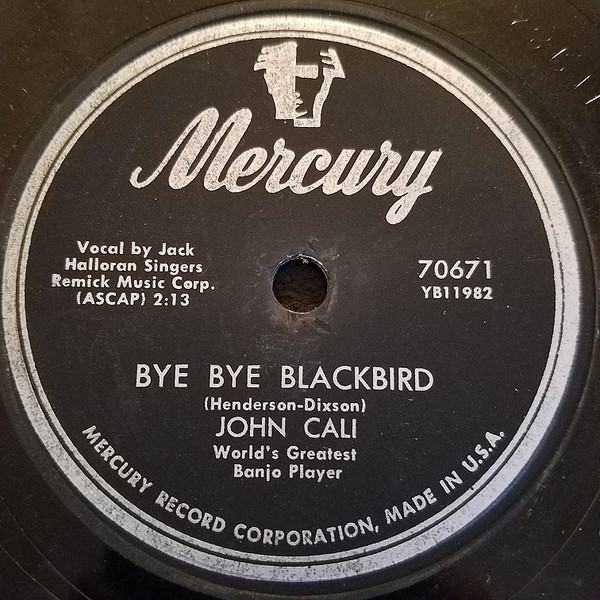 Mercury
Vocal by Jack
Halloran Singers
Remick Music Corp.
(ASCAP) 2:13
70671
YB11982
BYE BYE BLACKBIRD
(Henderson-Dixson)
JOHN CALI
World's Greatest
Banjo Player
MERCURY RECORD CORPORATION, MADE IN U.S.A.